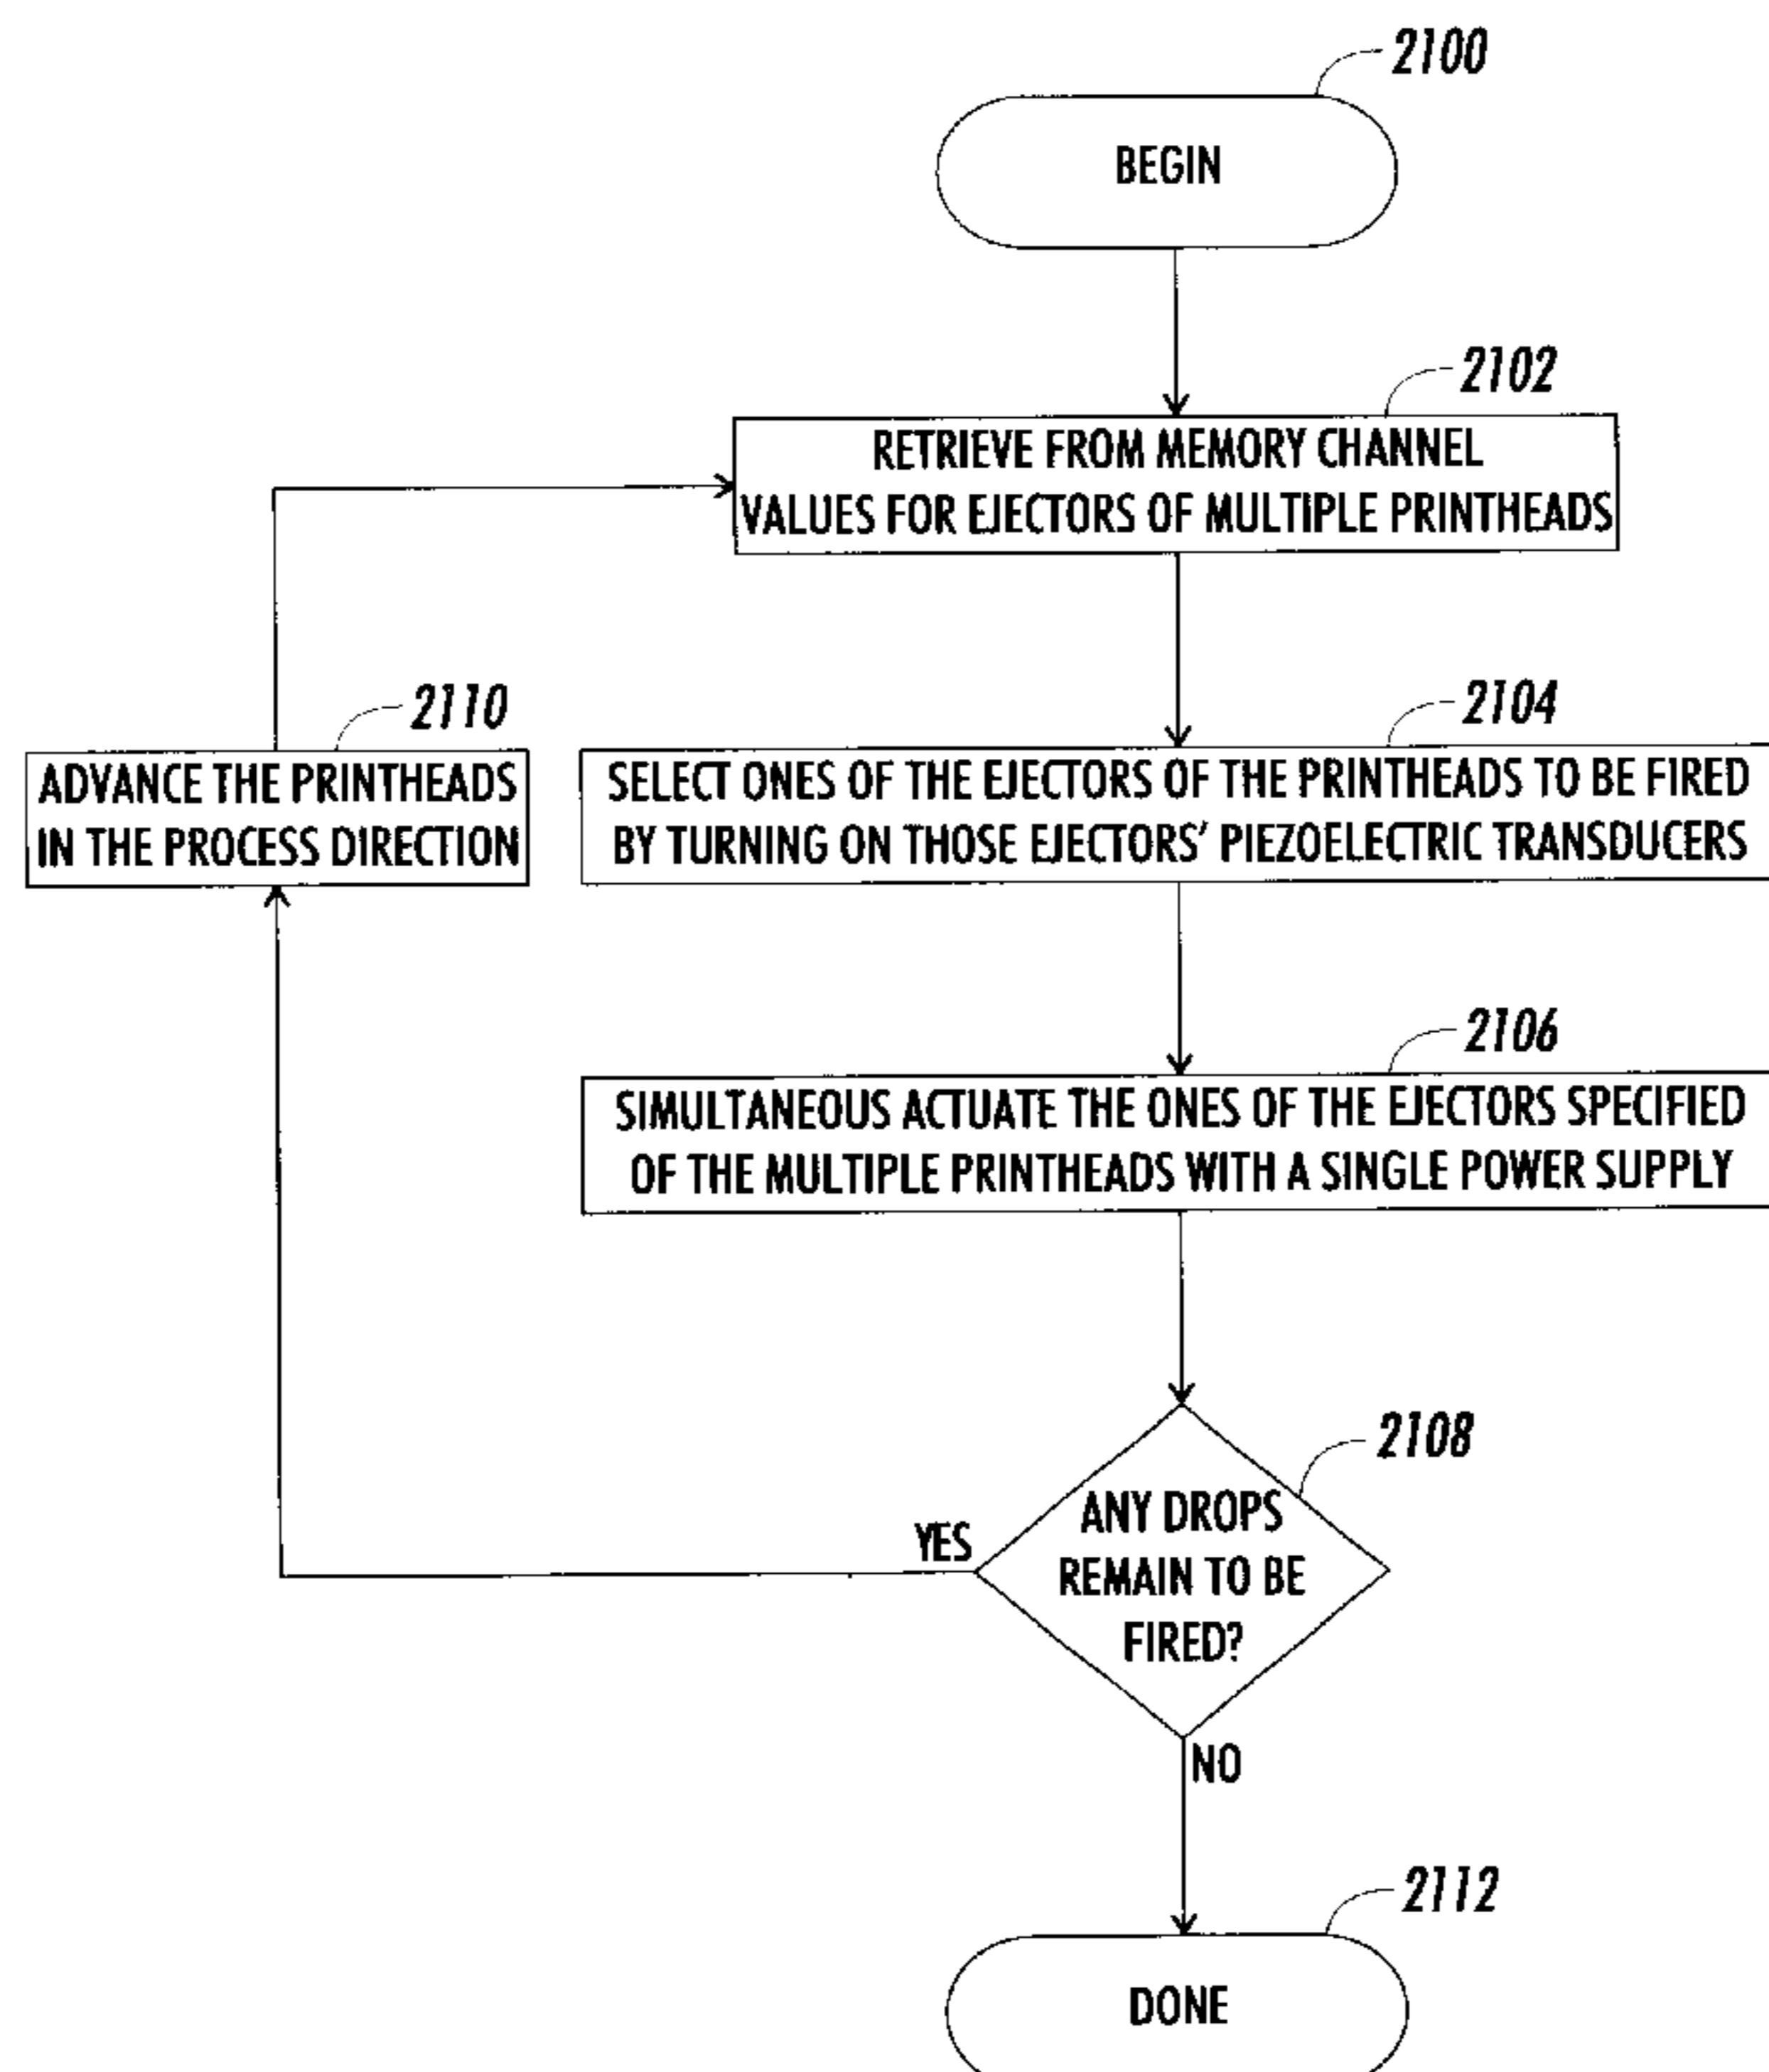 2100
BEGIN
2102
RETRIEVE FROM MEMORY CHANNEL
VALUES FOR EJECTORS OF MULTIPLE PRINTHEADS
2110
ADVANCE THE PRINTHEADS
IN THE PROCESS DIRECTION
2104
SELECT ONES OF THE EJECTORS OF THE PRINTHEADS TO BE FIRED
BY TURNING ON THOSE EJECTORS' PIEZOELECTRIC TRANSDUCERS
2106
SIMULTANEOUS ACTUATE THE ONES OF THE EJECTORS SPECIFIED
OF THE MULTIPLE PRINTHEADS WITH A SINGLE POWER SUPPLY
2108
ANY DROPS
REMAIN TO BE
FIRED?
YES
NO
2112
DONE